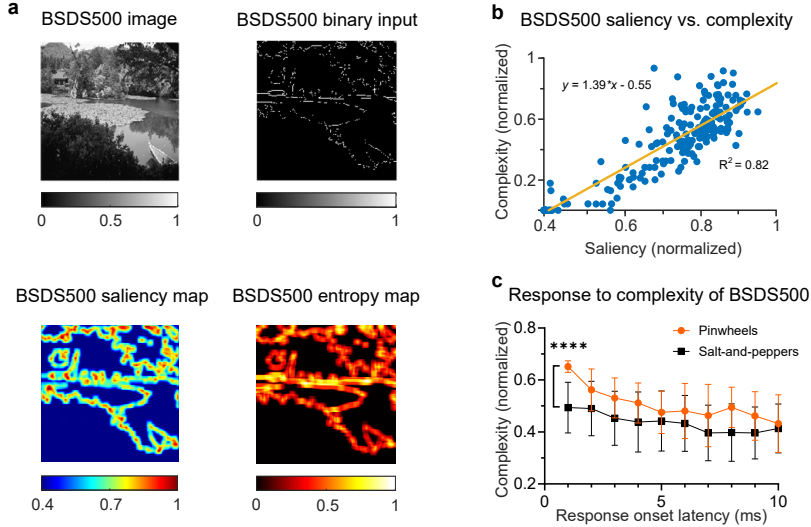 a
BSDS500 image
BSDS500 binary input
0 0.5 1
0 1
BSDS500 saliency map
BSDS500 entropy map
0.4 0.7 1
0 0.5 1
b
BSDS500 saliency vs. complexity
Complexity (normalized)
1
0.6
0.2
y = 1.39*x - 0.55
R² = 0.82
0.4 0.6 0.8 1
Saliency (normalized)
c
Response to complexity of BSDS500
Complexity (normalized)
0.8
0.6
0.4
0.2
****
Pinwheels
Salt-and-peppers
0 5 10
Response onset latency (ms)